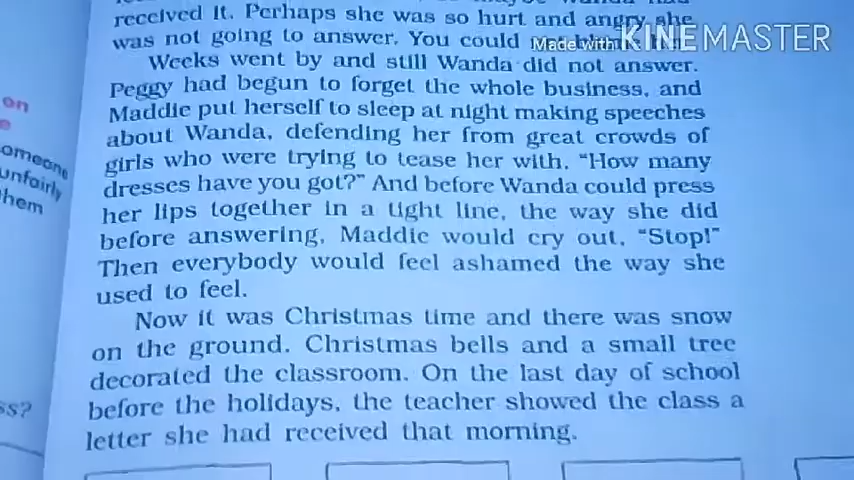 received it. Perhaps she was so hurt and angry she
was not going to answer. You could
Made with KINEMASTER
Weeks went by and still Wanda did not answer.
Peggy had begun to forget the whole business, and
Maddie put herself to sleep at night making speeches
about Wanda, defending her from great crowds of
girls who were trying to tease her with, “How many
dresses have you got?” And before Wanda could press
her lips together in a tight line, the way she did
before answering, Maddie would cry out, “Stop!”
Then everybody would feel ashamed the way she
used to feel.
Now it was Christmas time and there was snow
on the ground. Christmas bells and a small tree
decorated the classroom. On the last day of school
before the holidays, the teacher showed the class a
letter she had received that morning.
on
omeone
unfairly
hem
ss?